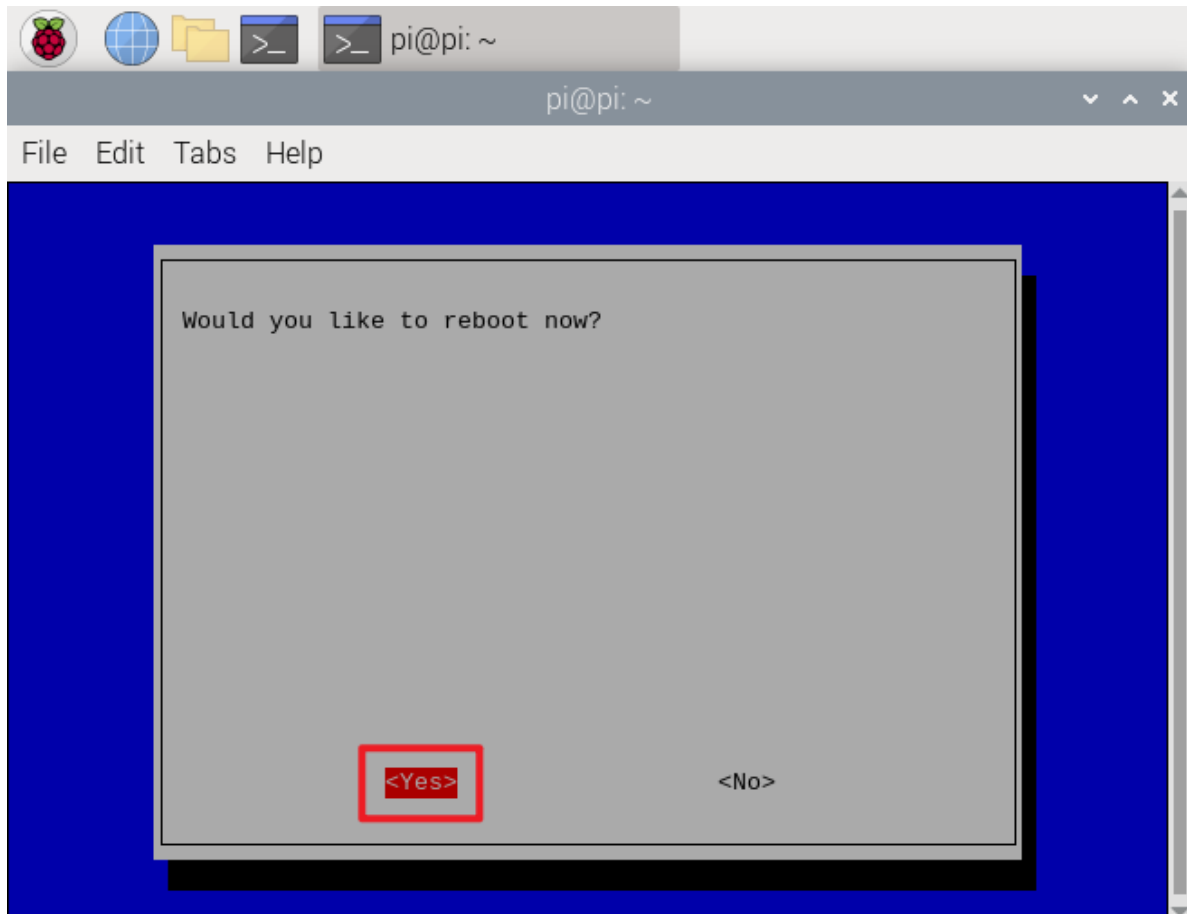 >_
>_ pi@pi: ~
pi@pi: ~
File Edit Tabs Help
Would you like to reboot now?
<Yes> <No>